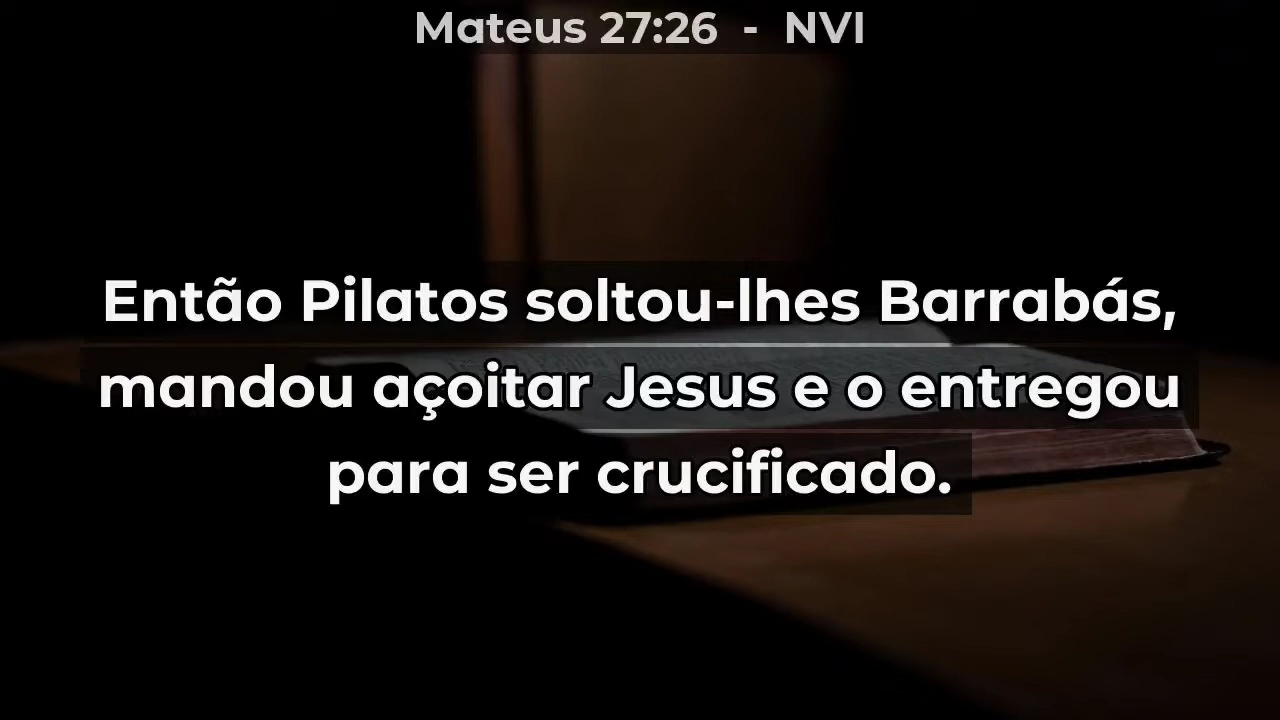 Mateus 27:26 - NVI
Então Pilatos soltou-lhes Barrabás,
mandou açoitar Jesus e o entregou
para ser crucificado.